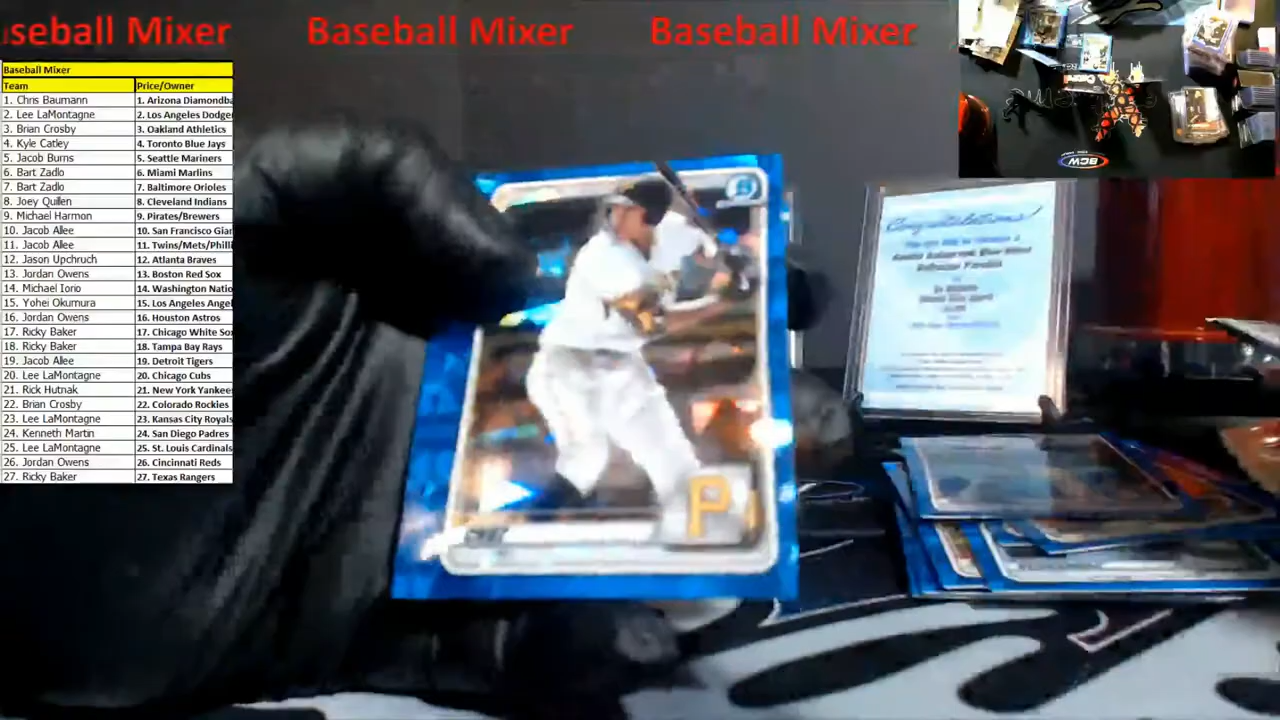 seball Mixer Baseball Mixer Baseball Mixer
Baseball Mixer
Team Price/Owner
1. Chris Baumann 1. Arizona Diamondba
2. Lee LaMontagne 2. Los Angeles Dodge
3. Brian Crosby 3. Oakland Athletics
4. Kyle Catley 4. Toronto Blue Jays
5. Jacob Burns 5. Seattle Mariners
6. Bart Zadlo 6. Miami Marlins
7. Bart Zadlo 7. Baltimore Orioles
8. Joey Quillen 8. Cleveland Indians
9. Michael Harmon 9. Pirates/Brewers
10. Jacob Allee 10. San Francisco Gian
11. Jacob Allee 11. Twins/Mets/Philli
12. Jason Upchruch 12. Atlanta Braves
13. Jordan Owens 13. Boston Red Sox
14. Michael Iorio 14. Washington Natio
15. Yohei Okumura 15. Los Angeles Angel
16. Jordan Owens 16. Houston Astros
17. Ricky Baker 17. Chicago White So
18. Ricky Baker 18. Tampa Bay Rays
19. Jacob Allee 19. Detroit Tigers
20. Lee LaMontagne 20. Chicago Cubs
21. Rick Hutnak 21. New York Yankee
22. Brian Crosby 22. Colorado Rockies
23. Lee LaMontagne 23. Kansas City Royals
24. Kenneth Martin 24. San Diego Padres
25. Lee LaMontagne 25. St. Louis Cardinals
26. Jordan Owens 26. Cincinnati Reds
27. Ricky Baker 27. Texas Rangers
BCW
Congratulations!
P